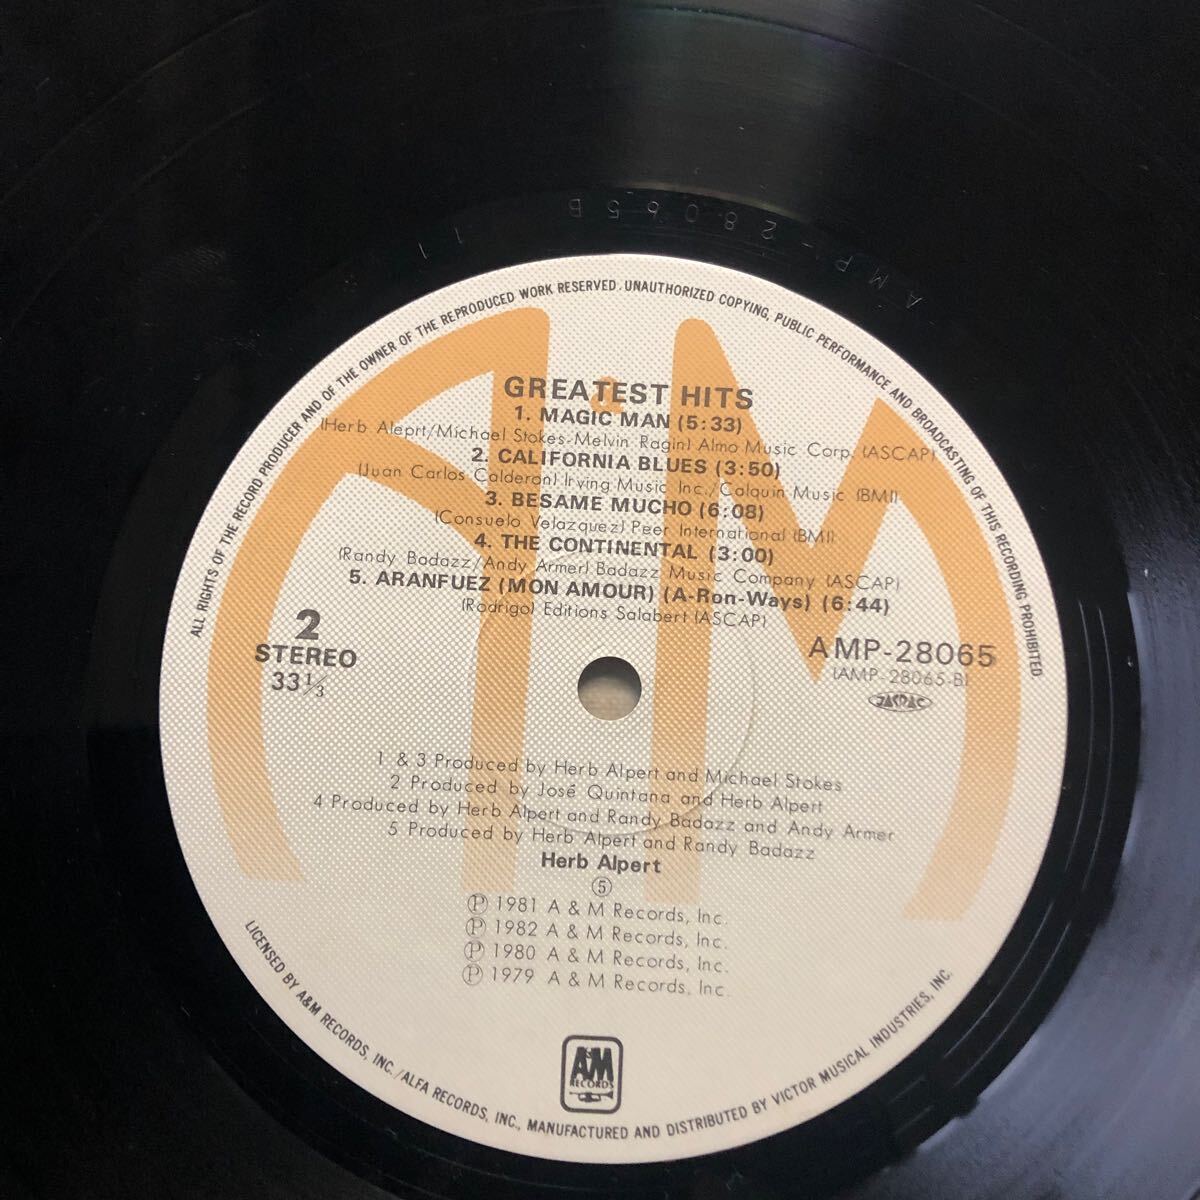 AMP-28065B 11
ALL RIGHTS OF THE RECORD PRODUCER AND OF THE OWNER OF THE REPRODUCED WORK RESERVED. UNAUTHORIZED COPYING, PUBLIC PERFORMANCE AND BROADCASTING OF THIS RECORDING PROHIBITED
A&M
GREATEST HITS
1. MAGIC MAN (5:33)
(Herb Aleprt/Michael Stokes-Melvin Ragin) Almo Music Corp. (ASCAP)
2. CALIFORNIA BLUES (3:50)
(Juan Carlos Calderon) Irving Music Inc./Calquin Music (BMI)
3. BESAME MUCHO (6:08)
(Consuelo Velazquez) Peer International (BMI)
4. THE CONTINENTAL (3:00)
(Randy Badazz/Andy Armer) Badazz Music Company (ASCAP)
5. ARANFUEZ (MON AMOUR) (A-Ron-Ways) (6:44)
(Rodrigo) Editions Salabert (ASCAP)
2
STEREO
33 1/3
AMP-28065
(AMP-28065-B)
JASRAC
1 & 3 Produced by Herb Alpert and Michael Stokes
2 Produced by José Quintana and Herb Alpert
4 Produced by Herb Alpert and Randy Badazz and Andy Armer
5 Produced by Herb Alpert and Randy Badazz
Herb Alpert
⑤
℗ 1981 A & M Records, Inc.
℗ 1982 A & M Records, Inc.
℗ 1980 A & M Records, Inc.
℗ 1979 A & M Records, Inc.
A&M
RECORDS
LICENSED BY A&M RECORDS, INC./ALFA RECORDS, INC., MANUFACTURED AND DISTRIBUTED BY VICTOR MUSICAL INDUSTRIES, INC.